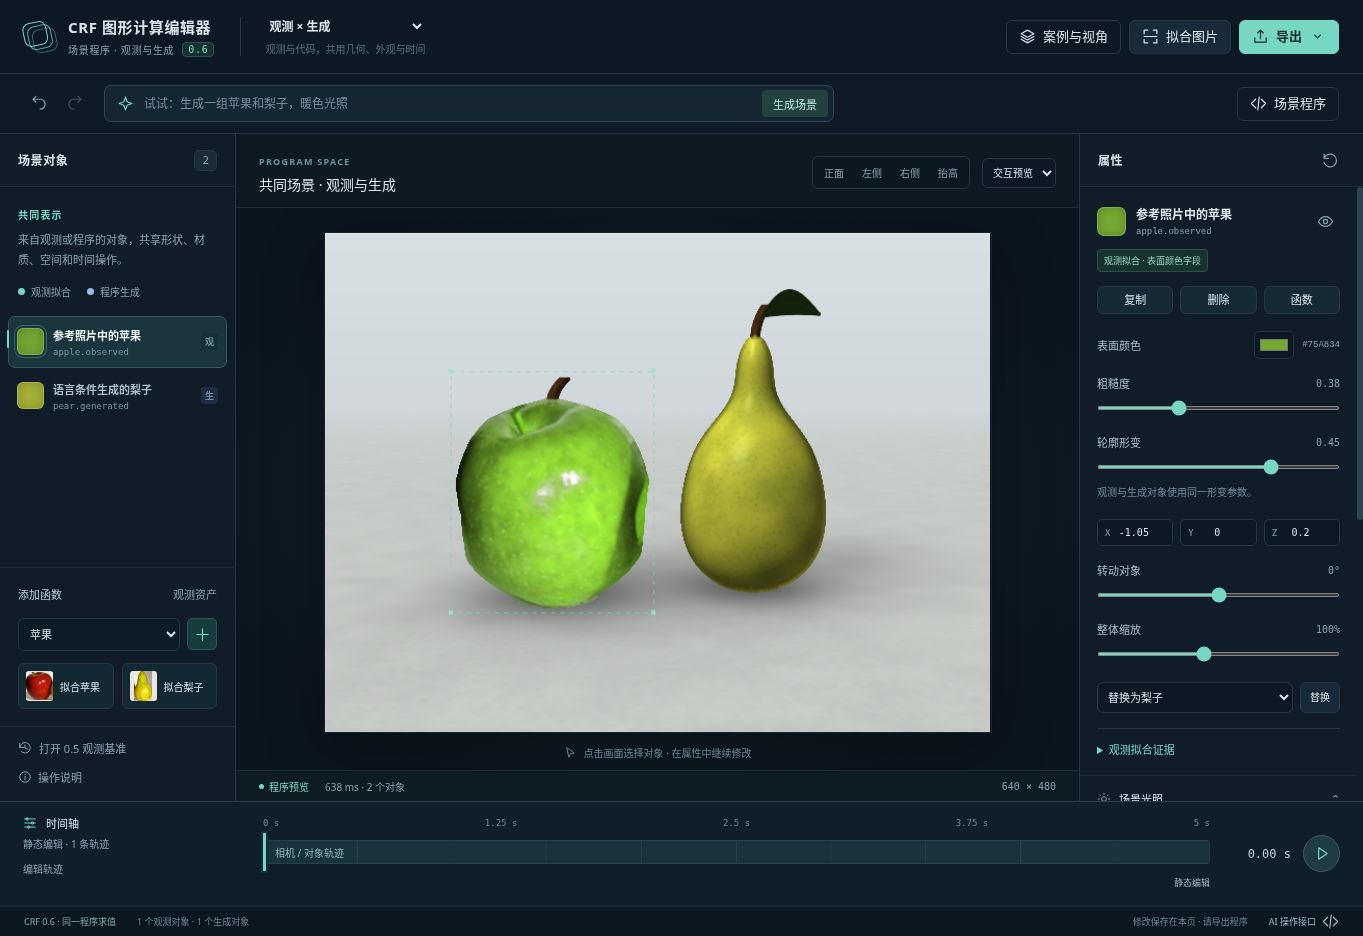 CRF 图形计算编辑器
场景程序 · 观测与生成 0.6
观测 × 生成
观测与代码，共用几何、外观与时间
案例与视角
拟合图片
导出
试试：生成一组苹果和梨子，暖色光照
生成场景
场景程序
场景对象
2
共同表示
来自观测或程序的对象，共享形状、材
质、空间和时间操作。
观测拟合
程序生成
参考照片中的苹果
apple.observed
观
语言条件生成的梨子
pear.generated
生
添加函数
观测资产
苹果
拟合苹果
拟合梨子
打开 0.5 观测基准
操作说明
PROGRAM SPACE
共同场景 · 观测与生成
正面
左侧
右侧
抬高
交互预览
点击画面选择对象 · 在属性中继续修改
程序预览
638 ms · 2 个对象
640 × 480
属性
参考照片中的苹果
apple.observed
观测拟合 · 表面颜色字段
复制
删除
函数
表面颜色
#75A834
粗糙度
0.38
轮廓形变
0.45
观测与生成对象使用同一形变参数。
X -1.05
Y 0
Z 0.2
转动对象
0°
整体缩放
100%
替换为梨子
替换
观测拟合证据
场景光照
时间轴
静态编辑 · 1 条轨迹
编辑轨迹
0 s
1.25 s
2.5 s
3.75 s
5 s
相机 / 对象轨迹
静态编辑
0.00 s
CRF 0.6 · 同一程序求值
1 个观测对象 · 1 个生成对象
修改保存在本页 · 请导出程序
AI 操作接口